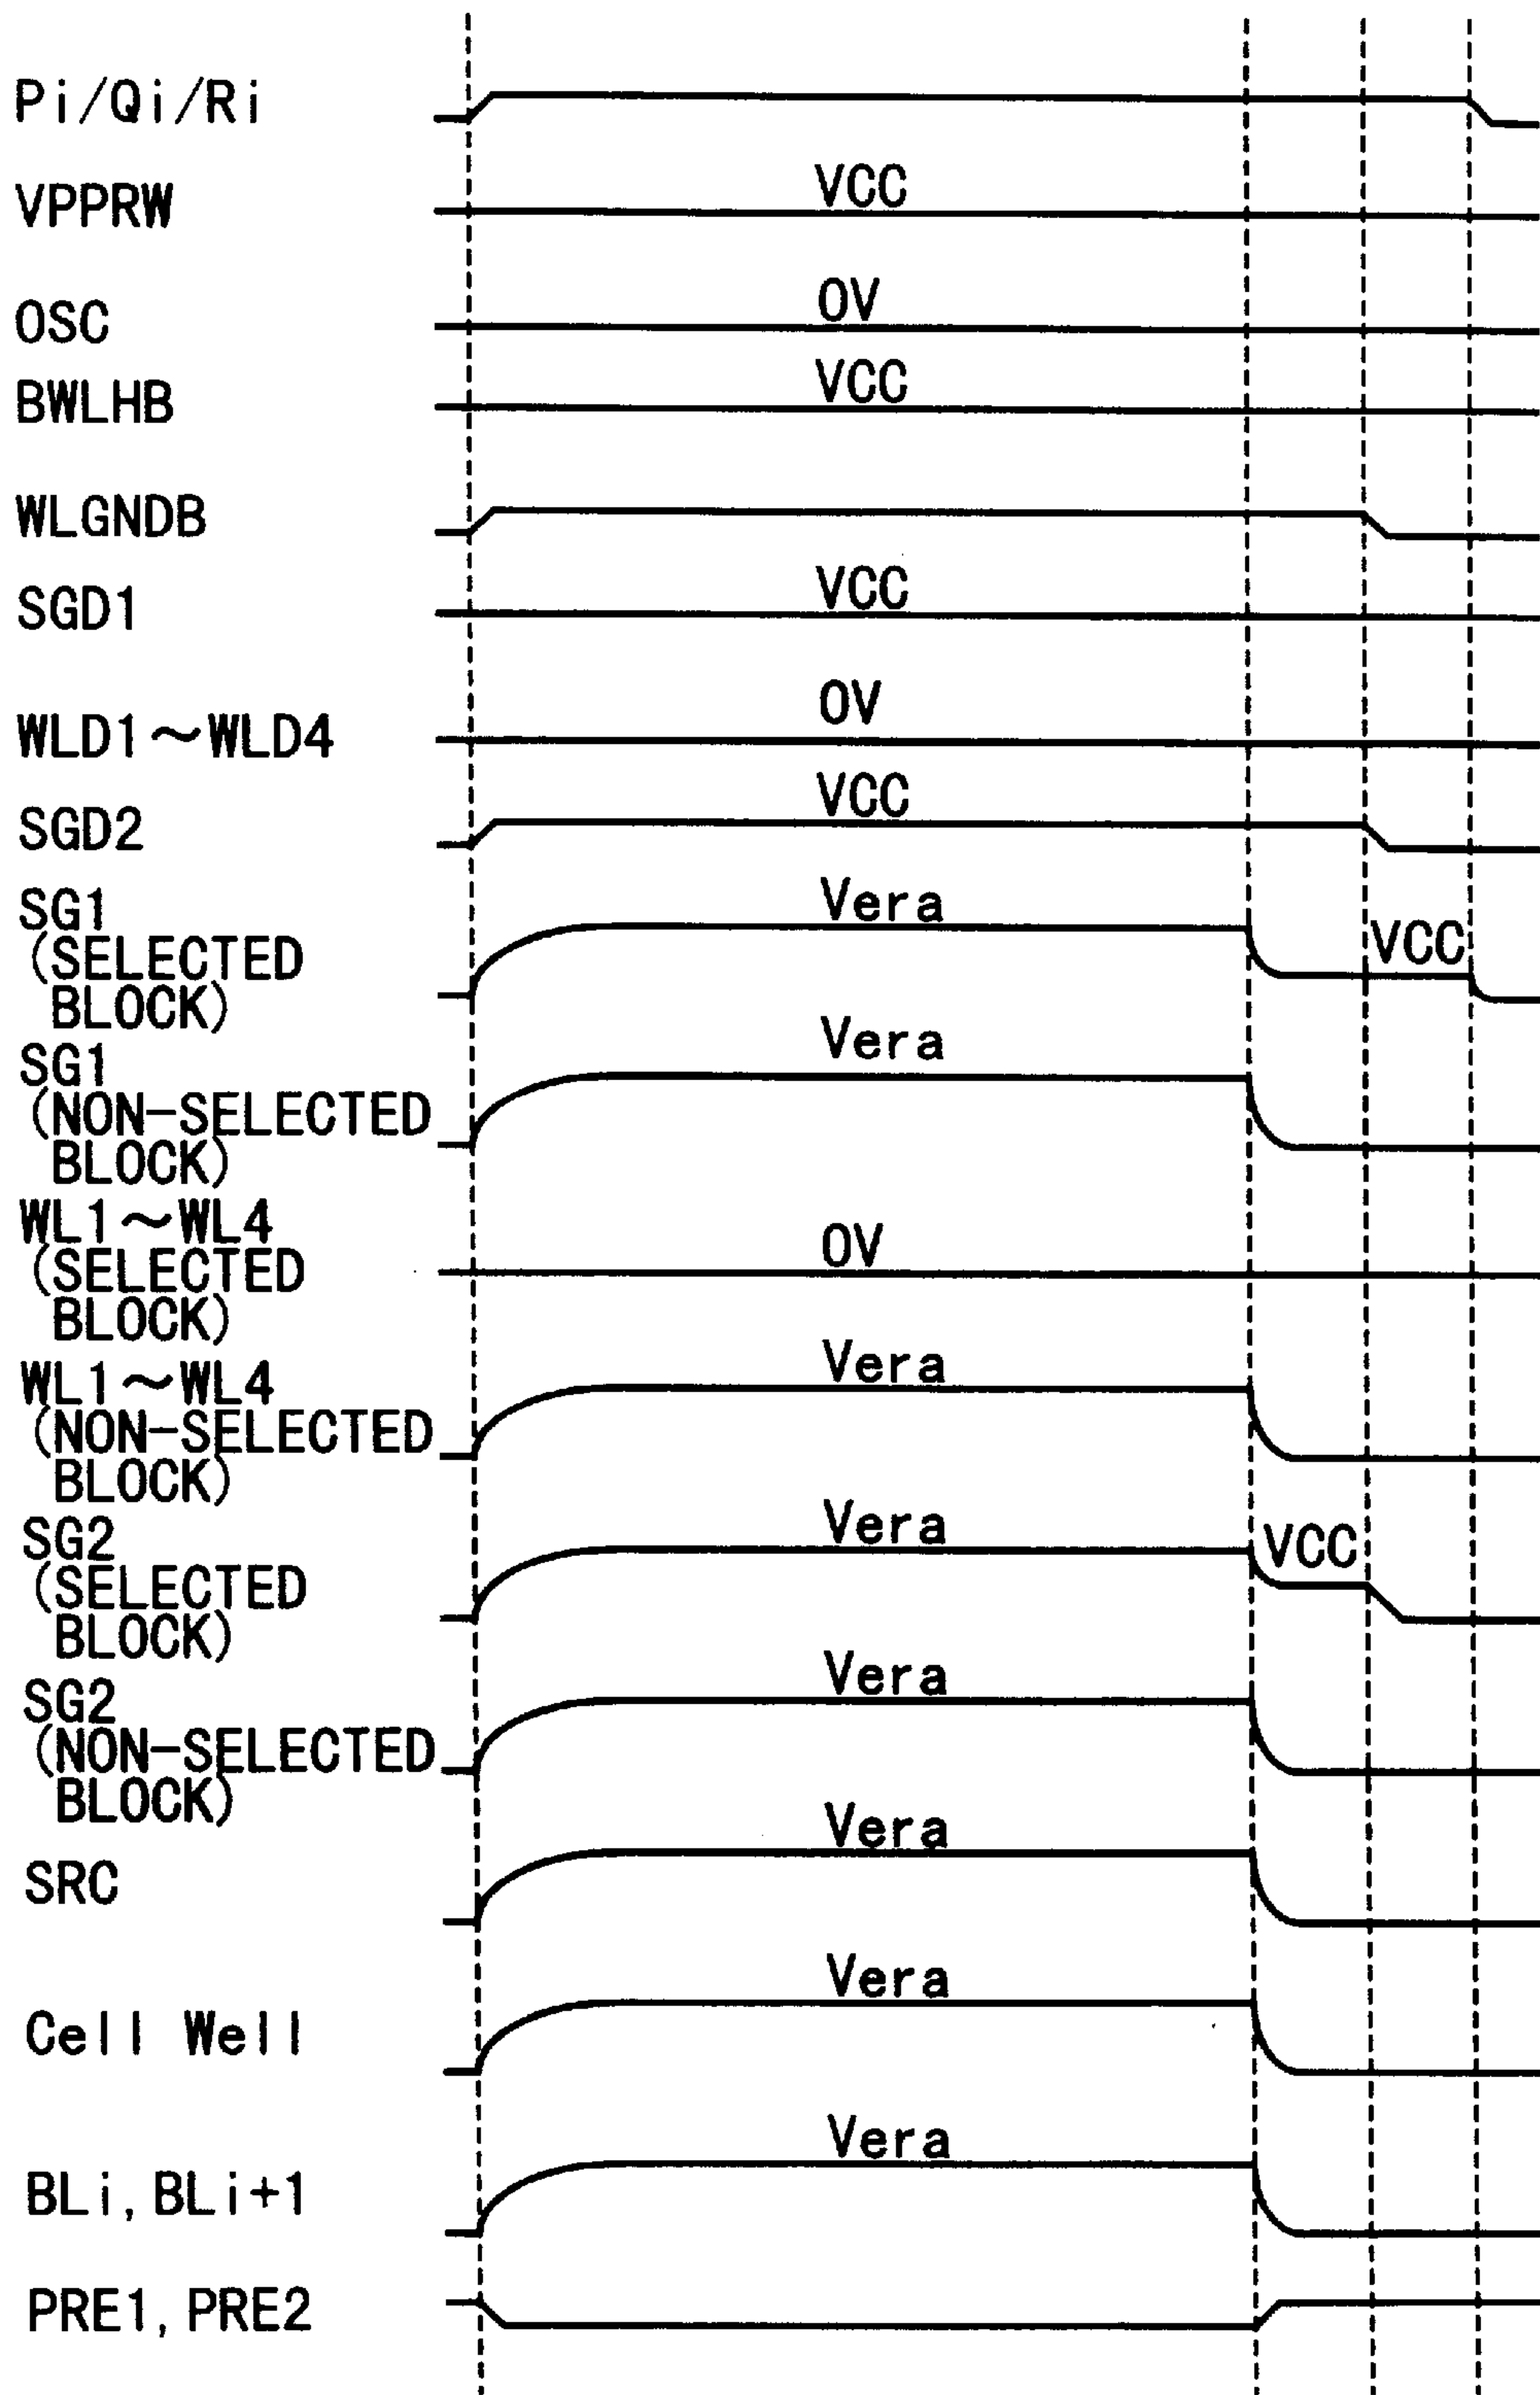 Pi/Qi/Ri
VPPRW
VCC
OSC
0V
BWLHB
VCC
WLGNDB
SGD1
VCC
WLD1～WLD4
0V
SGD2
VCC
SG1
(SELECTED
BLOCK)
Vera
VCC
SG1
(NON-SELECTED
BLOCK)
Vera
WL1～WL4
(SELECTED
BLOCK)
0V
WL1～WL4
(NON-SELECTED
BLOCK)
Vera
SG2
(SELECTED
BLOCK)
Vera
VCC
SG2
(NON-SELECTED
BLOCK)
Vera
SRC
Vera
Cell Well
Vera
BLi, BLi+1
Vera
PRE1, PRE2